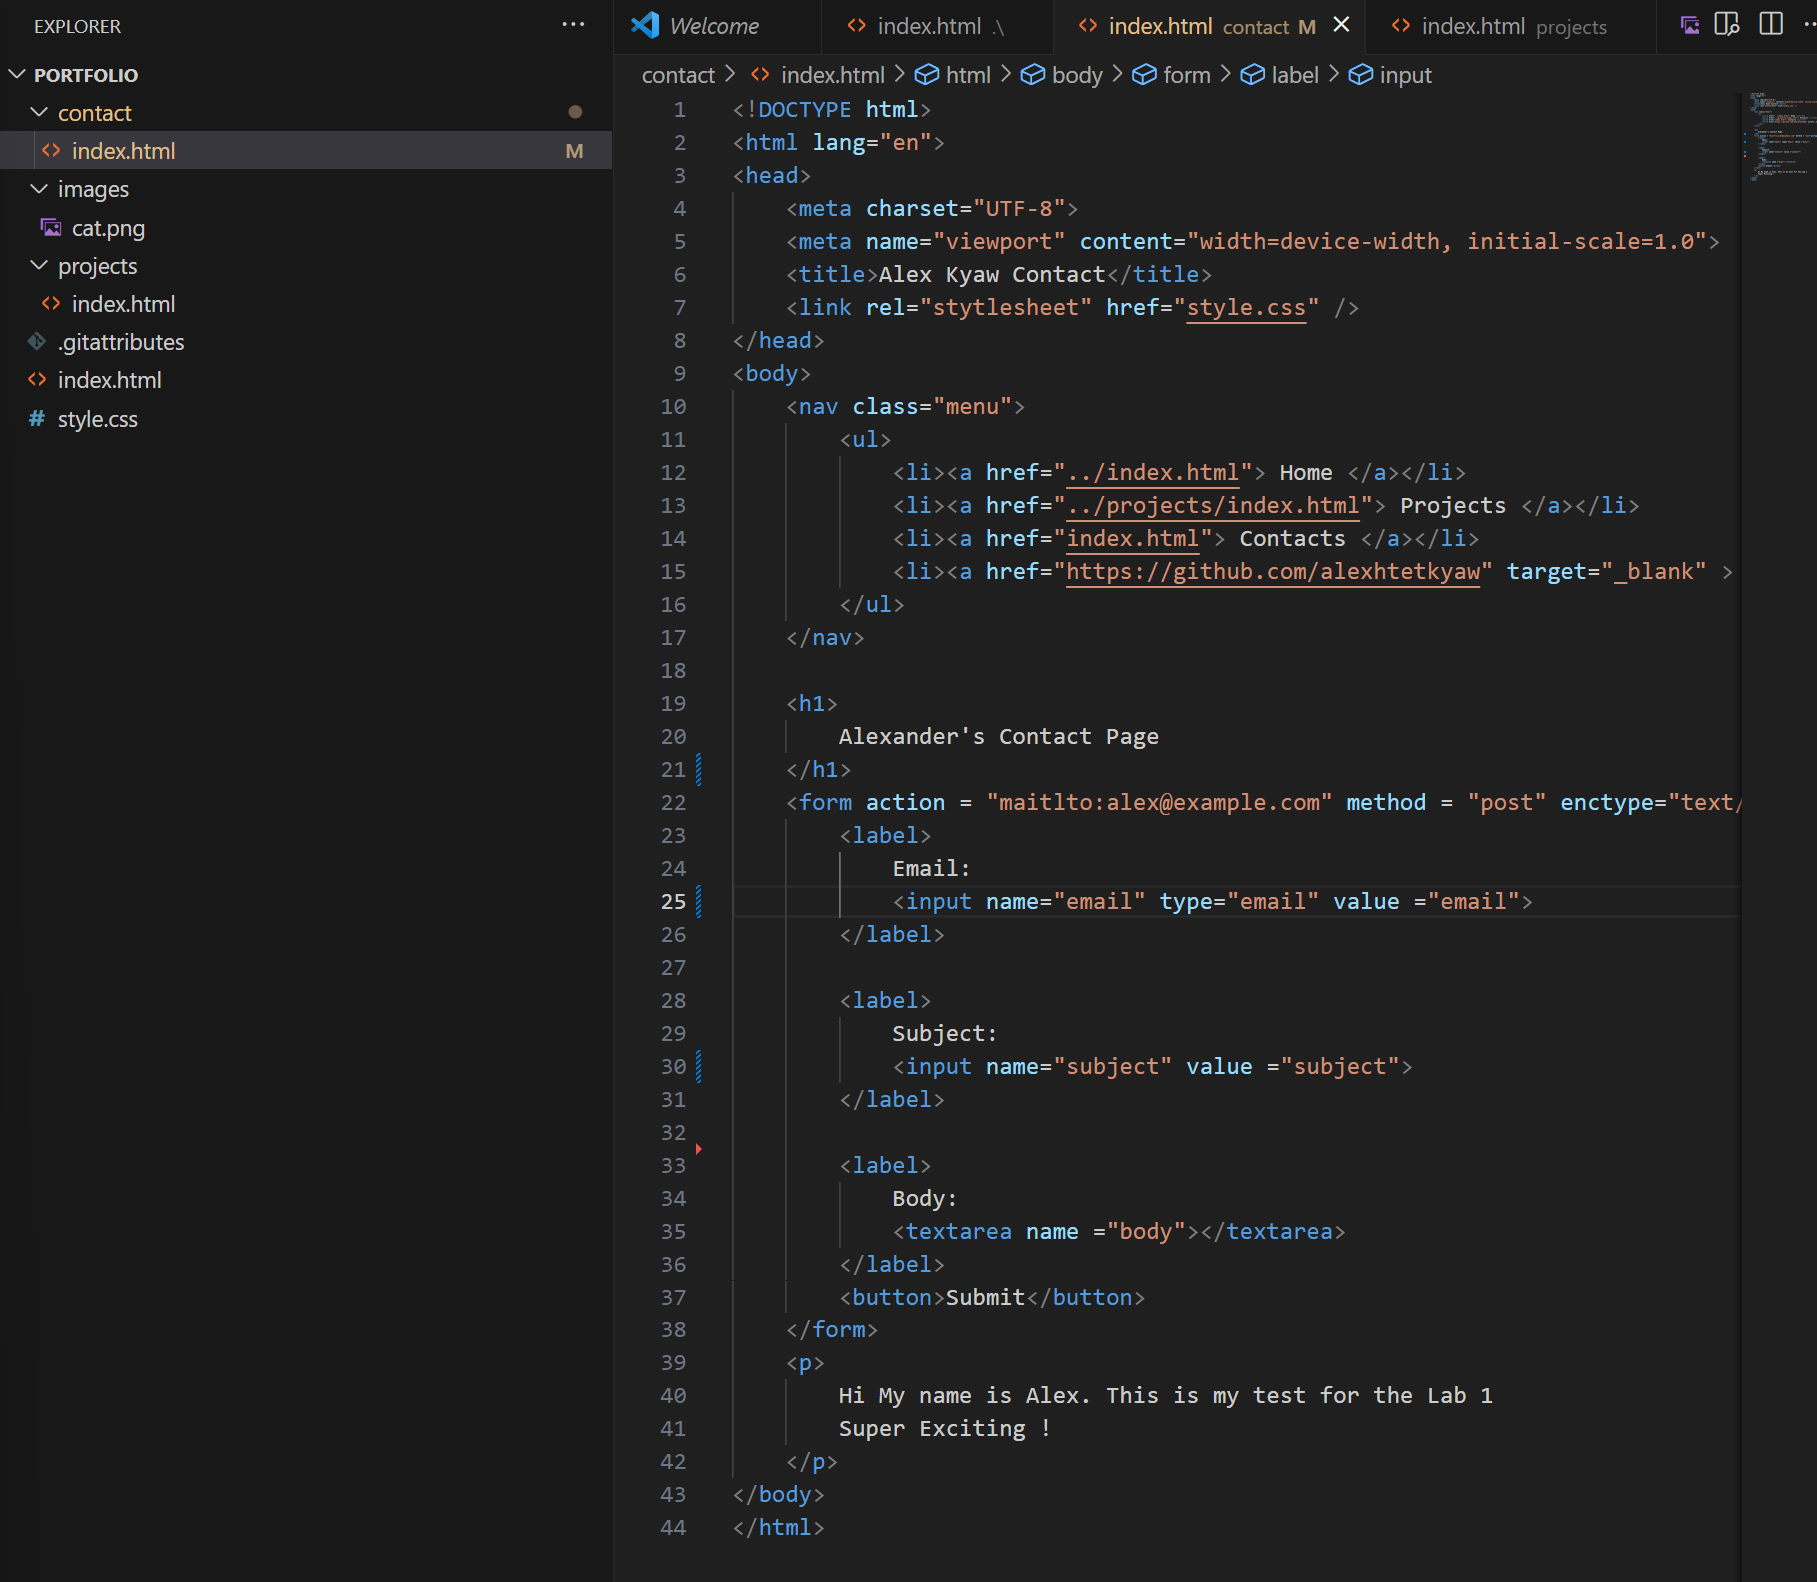 EXPLORER
PORTFOLIO
contact
index.html M
images
cat.png
projects
index.html
.gitattributes
index.html
# style.css
Welcome
index.html .\
index.html contact M
index.html projects
contact > index.html > html > body > form > label > input
1 <!DOCTYPE html>
2 <html lang="en">
3 <head>
4 <meta charset="UTF-8">
5 <meta name="viewport" content="width=device-width, initial-scale=1.0">
6 <title>Alex Kyaw Contact</title>
7 <link rel="stytlesheet" href="style.css" />
8 </head>
9 <body>
10 <nav class="menu">
11 <ul>
12 <li><a href="../index.html"> Home </a></li>
13 <li><a href="../projects/index.html"> Projects </a></li>
14 <li><a href="index.html"> Contacts </a></li>
15 <li><a href="https://github.com/alexhtetkyaw" target="_blank" >
16 </ul>
17 </nav>
18
19 <h1>
20 Alexander's Contact Page
21 </h1>
22 <form action = "maitlto:alex@example.com" method = "post" enctype="text/
23 <label>
24 Email:
25 <input name="email" type="email" value ="email">
26 </label>
27
28 <label>
29 Subject:
30 <input name="subject" value ="subject">
31 </label>
32
33 <label>
34 Body:
35 <textarea name ="body"></textarea>
36 </label>
37 <button>Submit</button>
38 </form>
39 <p>
40 Hi My name is Alex. This is my test for the Lab 1
41 Super Exciting !
42 </p>
43 </body>
44 </html>